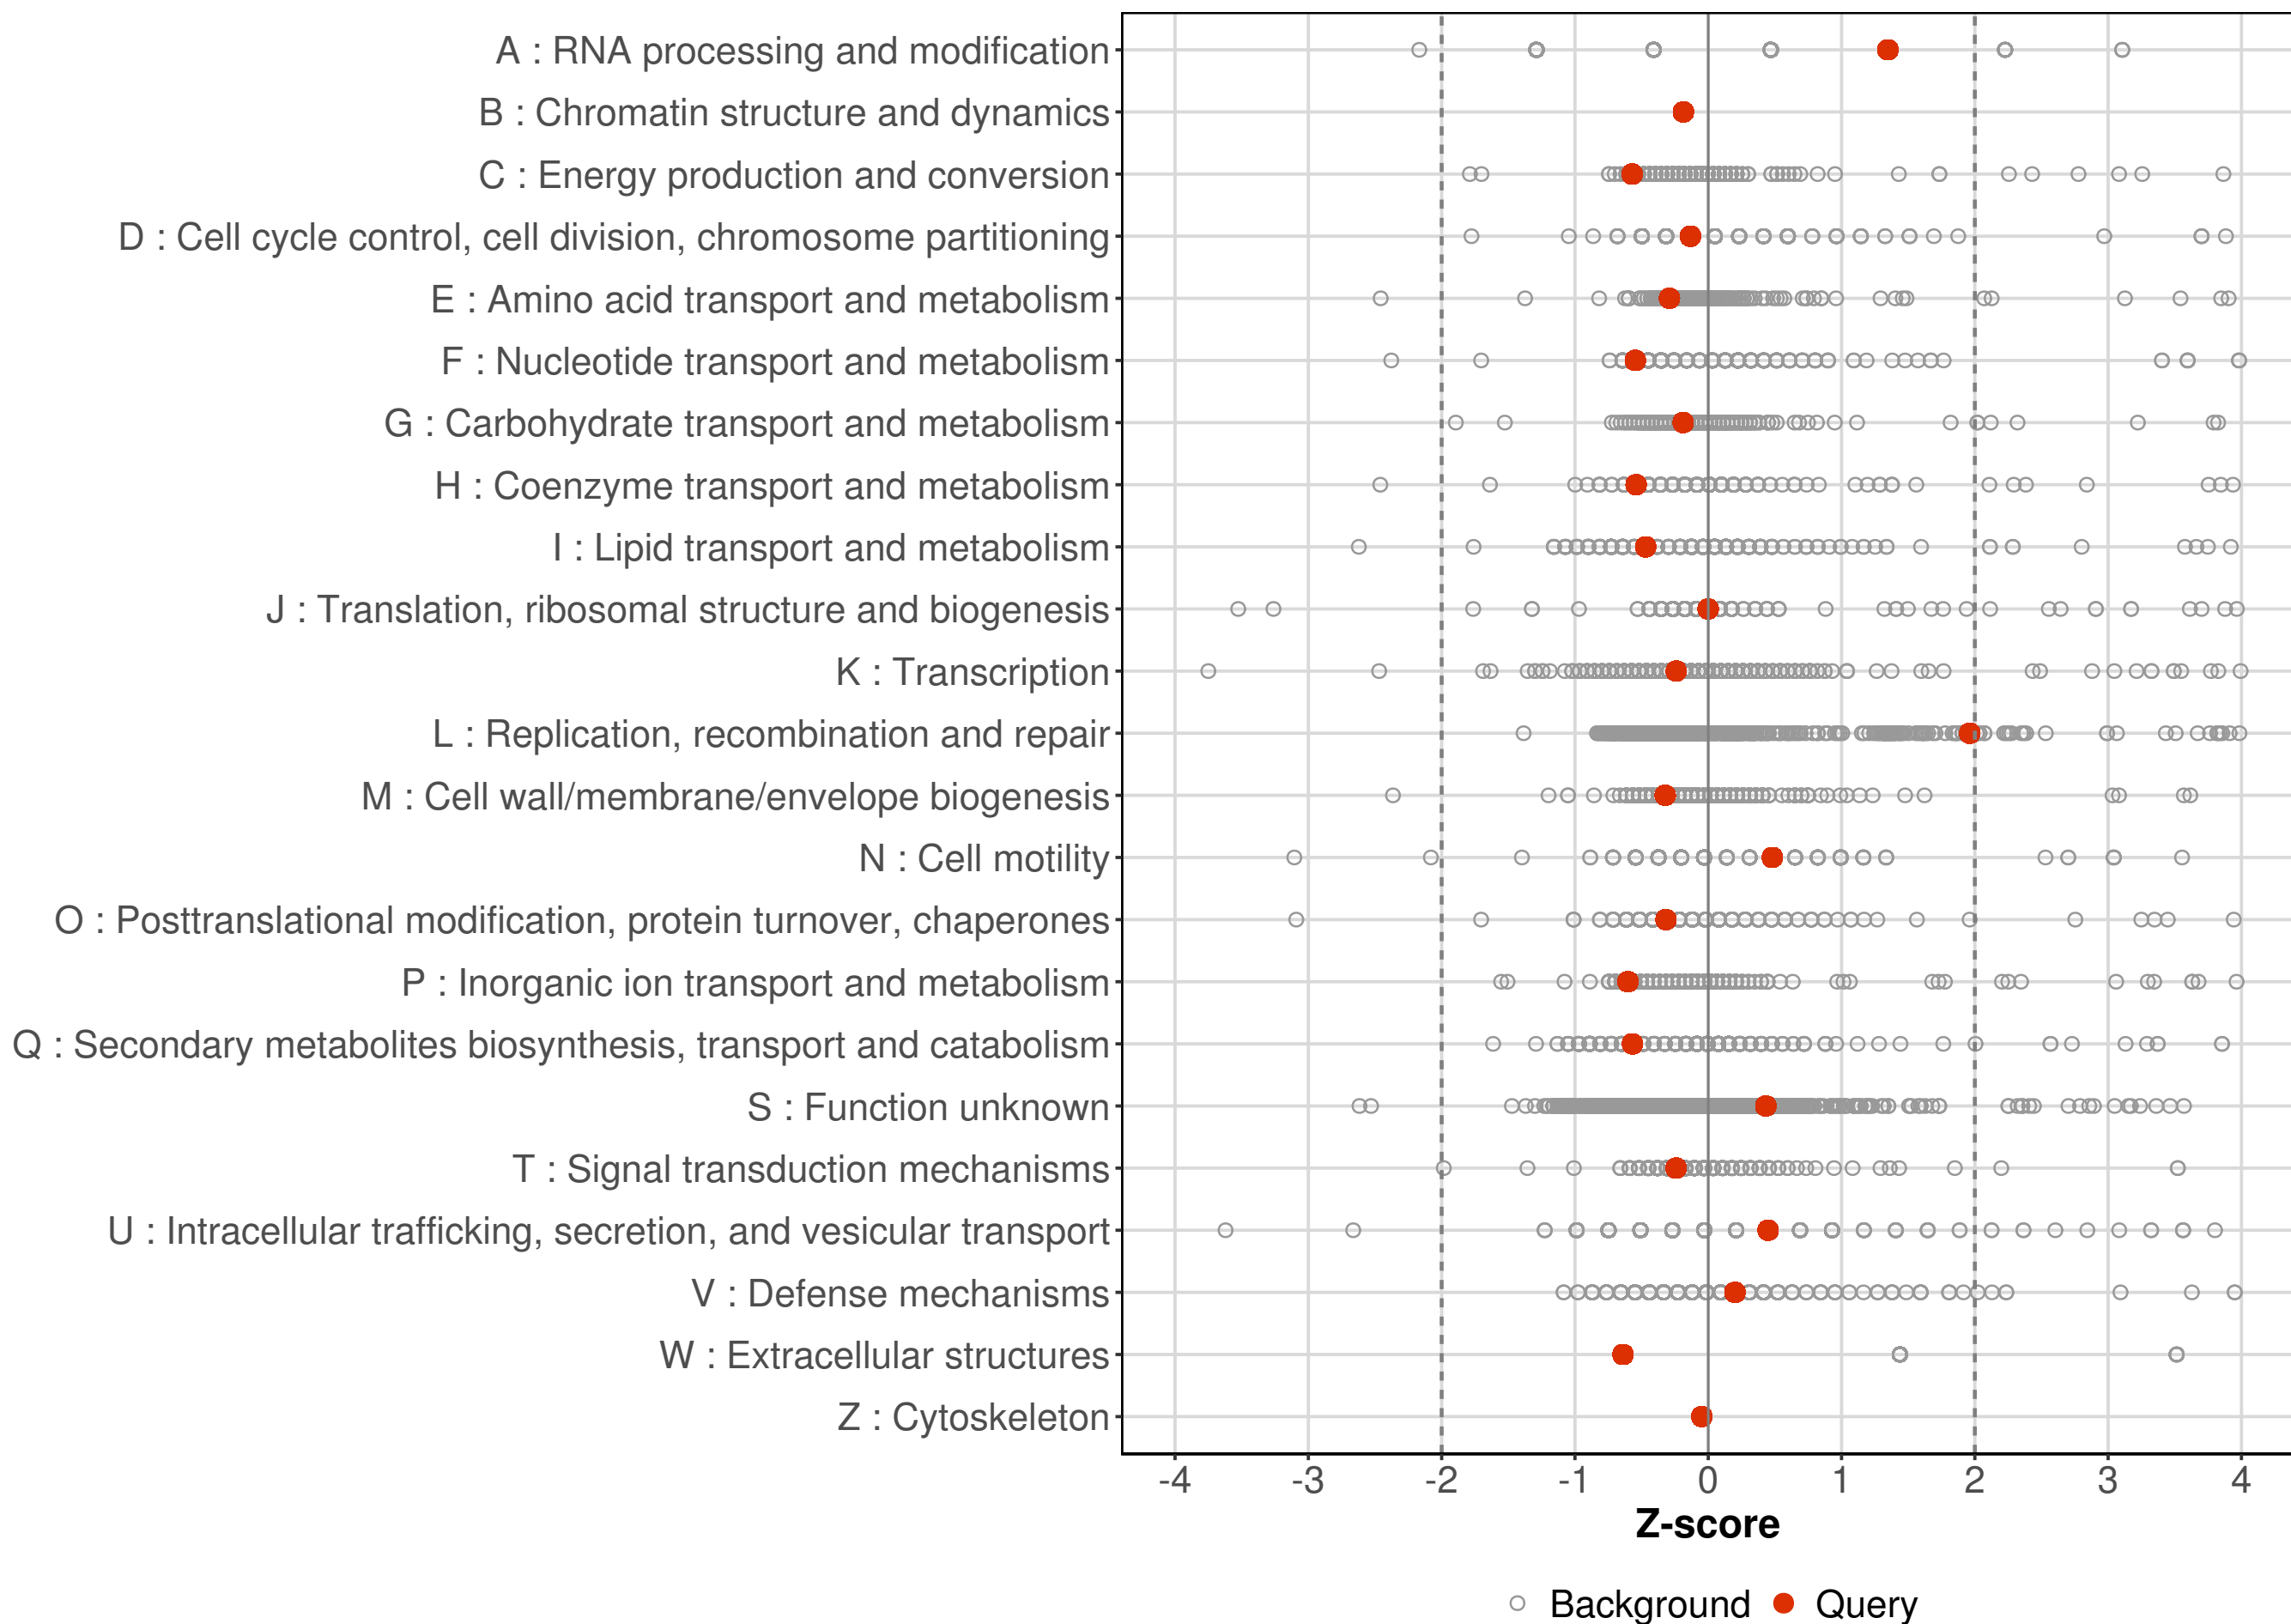 A : RNA processing and modification
B : Chromatin structure and dynamics
C : Energy production and conversion
D : Cell cycle control, cell division, chromosome partitioning
E : Amino acid transport and metabolism
F : Nucleotide transport and metabolism
G : Carbohydrate transport and metabolism
H : Coenzyme transport and metabolism
I : Lipid transport and metabolism
J : Translation, ribosomal structure and biogenesis
K : Transcription
L : Replication, recombination and repair
M : Cell wall/membrane/envelope biogenesis
N : Cell motility
O : Posttranslational modification, protein turnover, chaperones
P : Inorganic ion transport and metabolism
Q : Secondary metabolites biosynthesis, transport and catabolism
S : Function unknown
T : Signal transduction mechanisms
U : Intracellular trafficking, secretion, and vesicular transport
V : Defense mechanisms
W : Extracellular structures
Z : Cytoskeleton
-4 -3 -2 -1 0 1 2 3 4
Z-score
Background Query